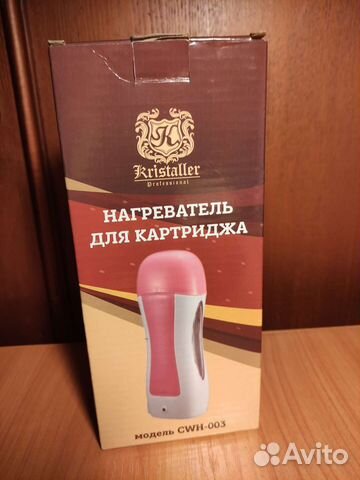 K
Kristaller
Professional
НАГРЕВАТЕЛЬ
ДЛЯ КАРТРИДЖА
модель CWH-003
Avito